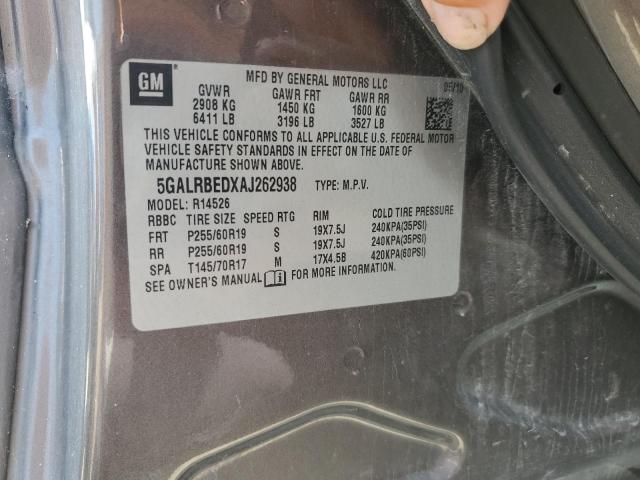 GM
MFD BY GENERAL MOTORS LLC
05/10
GVWR GAWR FRT GAWR RR
2908 KG 1450 KG 1600 KG
6411 LB 3196 LB 3527 LB
THIS VEHICLE CONFORMS TO ALL APPLICABLE U.S. FEDERAL MOTOR
VEHICLE SAFETY STANDARDS IN EFFECT ON THE DATE OF
MANUFACTURE SHOWN ABOVE.
5GALRBEDXAJ262938 TYPE: M.P.V.
MODEL: R14526
RBBC TIRE SIZE SPEED RTG RIM COLD TIRE PRESSURE
FRT P255/60R19 S 19X7.5J 240KPA(35PSI)
RR P255/60R19 S 19X7.5J 240KPA(35PSI)
SPA T145/70R17 M 17X4.5B 420KPA(60PSI)
SEE OWNER'S MANUAL FOR MORE INFORMATION.